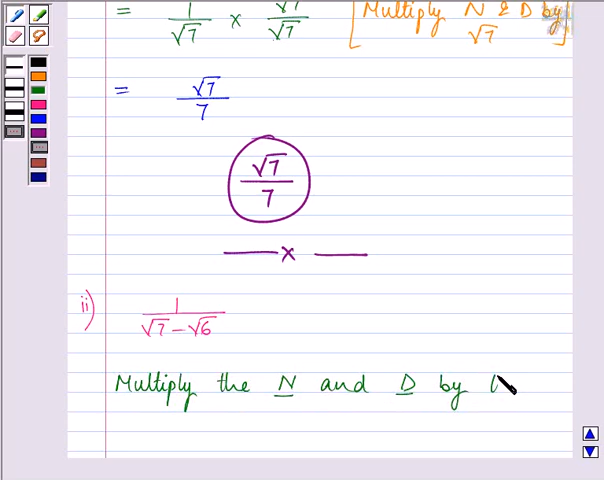 = 1/√7 × √7/√7 [Multiply N & D by √7]
= √7/7
√7/7
—— × ——
ii) 1/(√7-√6)
Multiply the N and D by (